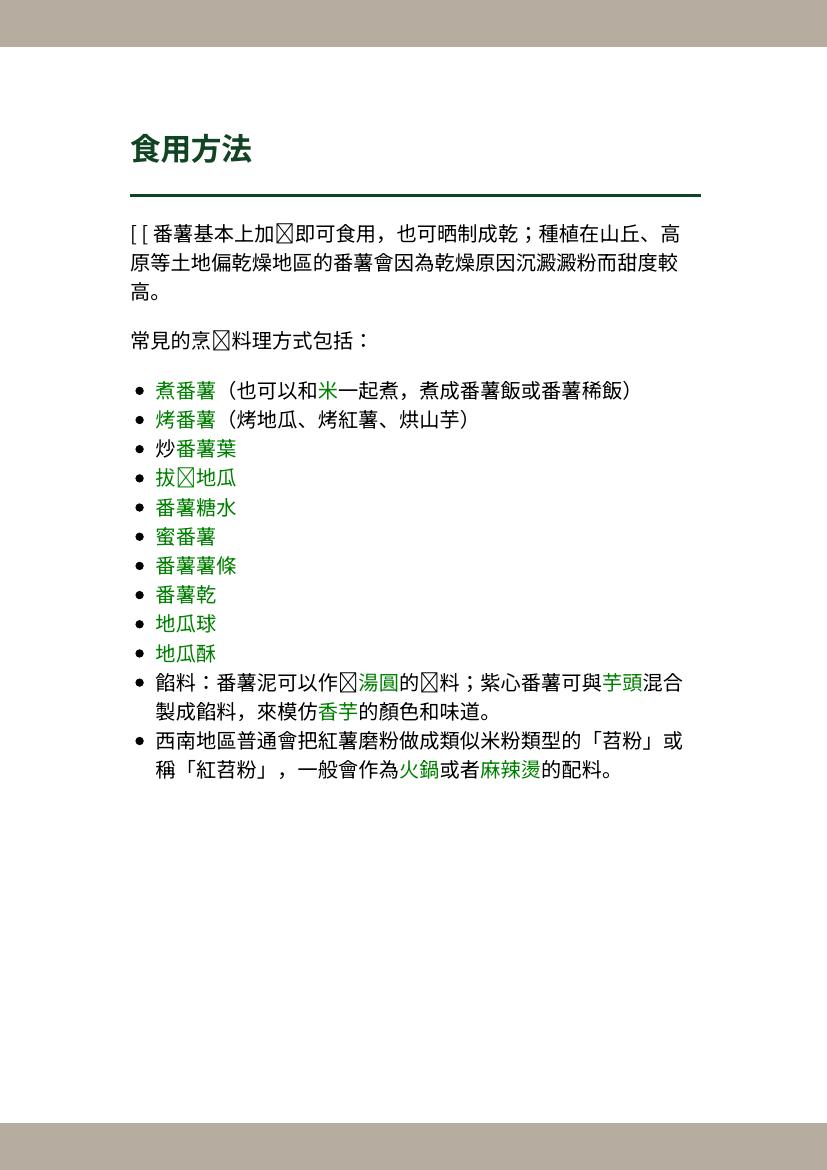 食用方法
[ [ 番薯基本上加即可食用，也可晒制成乾；種植在山丘、高
原等土地偏乾燥地區的番薯會因為乾燥原因沉澱澱粉而甜度較
高。
常見的烹料理方式包括：
煮番薯（也可以和米一起煮，煮成番薯飯或番薯稀飯）
烤番薯（烤地瓜、烤紅薯、烘山芋）
炒番薯葉
拔地瓜
番薯糖水
蜜番薯
番薯薯條
番薯乾
地瓜球
地瓜酥
餡料：番薯泥可以作湯圓的料；紫心番薯可與芋頭混合
製成餡料，來模仿香芋的顏色和味道。
西南地區普通會把紅薯磨粉做成類似米粉類型的「苕粉」或
稱「紅苕粉」，一般會作為火鍋或者麻辣燙的配料。